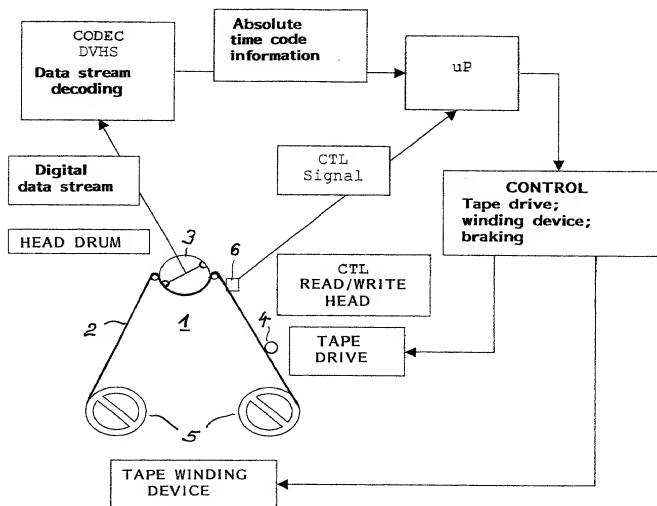 CODEC
DVHS
Data stream
decoding
Absolute
time code
information
uP
Digital
data stream
CTL
Signal
CONTROL
Tape drive;
winding device;
braking
HEAD DRUM
3
6
CTL
READ/WRITE
HEAD
2
1
4
TAPE
DRIVE
5
TAPE WINDING
DEVICE